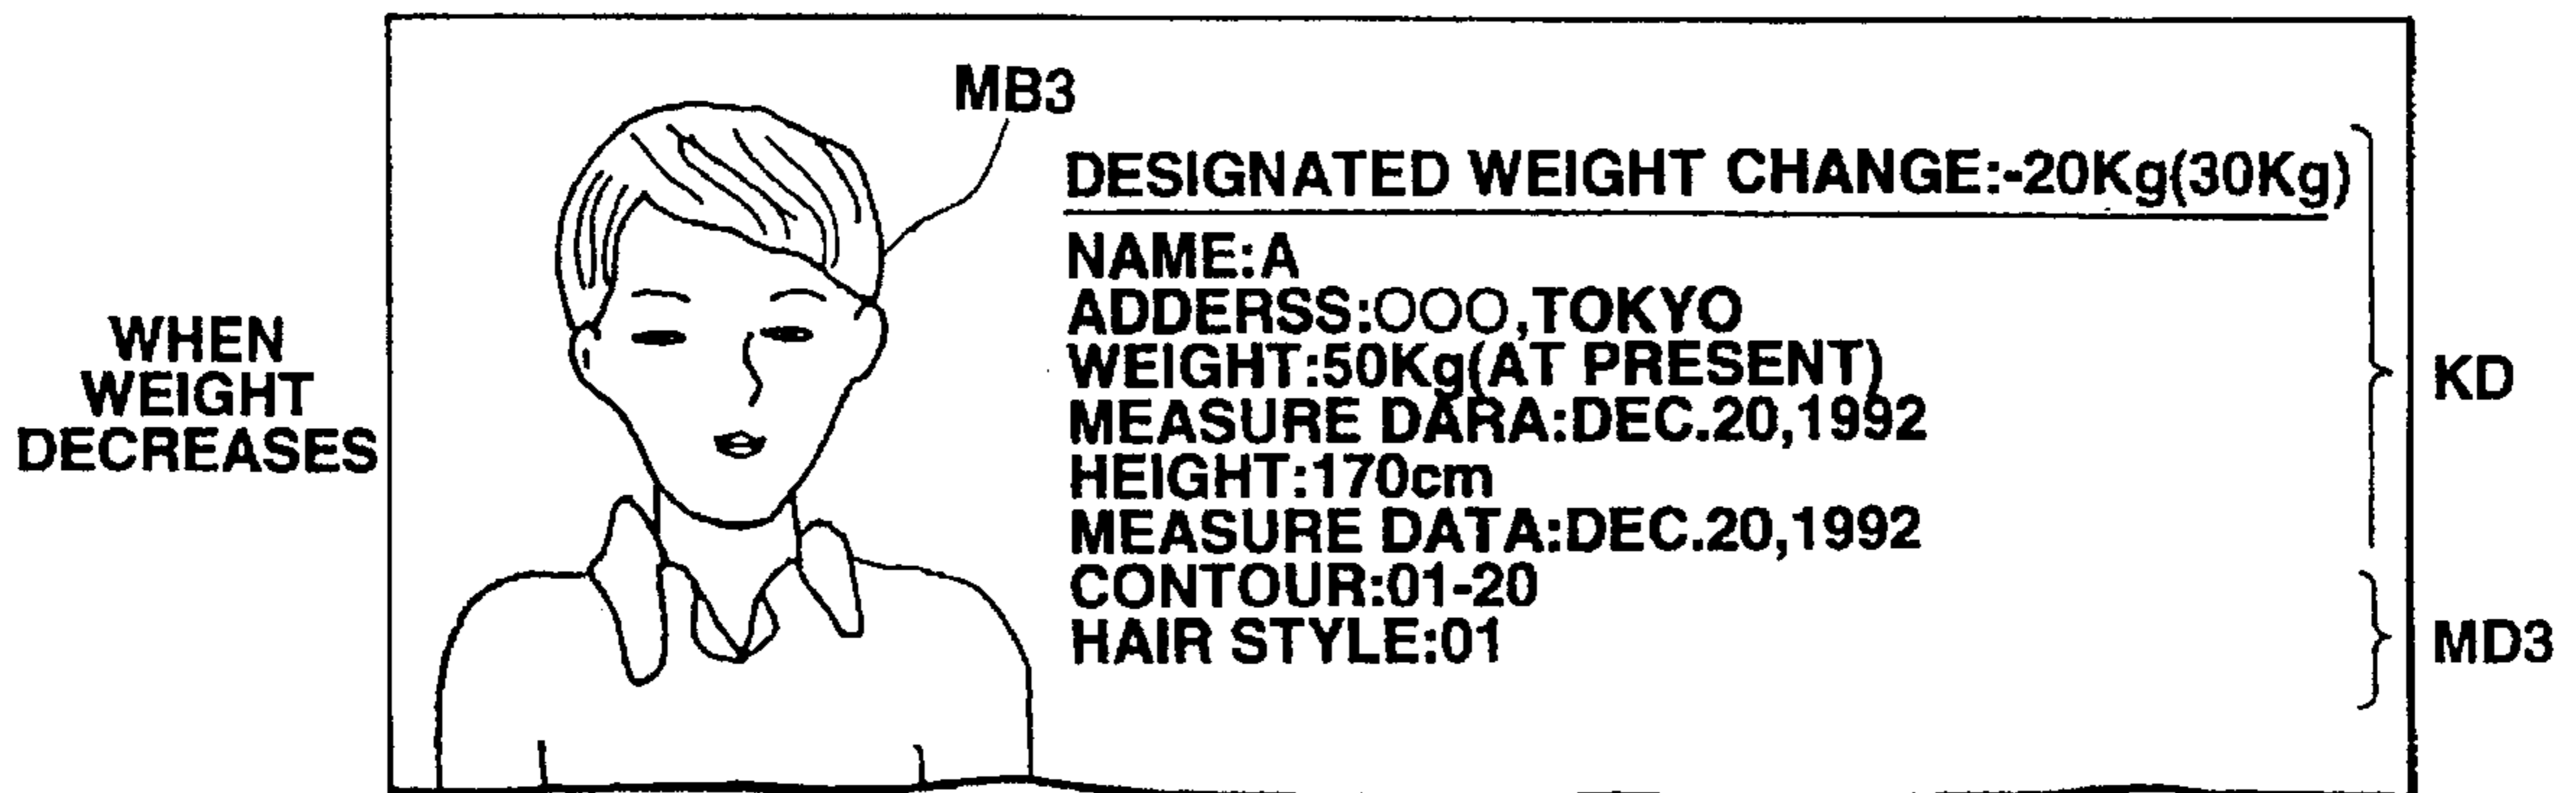 WHEN
WEIGHT
DECREASES
MB3
DESIGNATED WEIGHT CHANGE:-20Kg(30Kg)
NAME:A
ADDERSS:○○○,TOKYO
WEIGHT:50Kg(AT PRESENT)
MEASURE DARA:DEC.20,1992
HEIGHT:170cm
MEASURE DATA:DEC.20,1992
CONTOUR:01-20
HAIR STYLE:01
KD
MD3